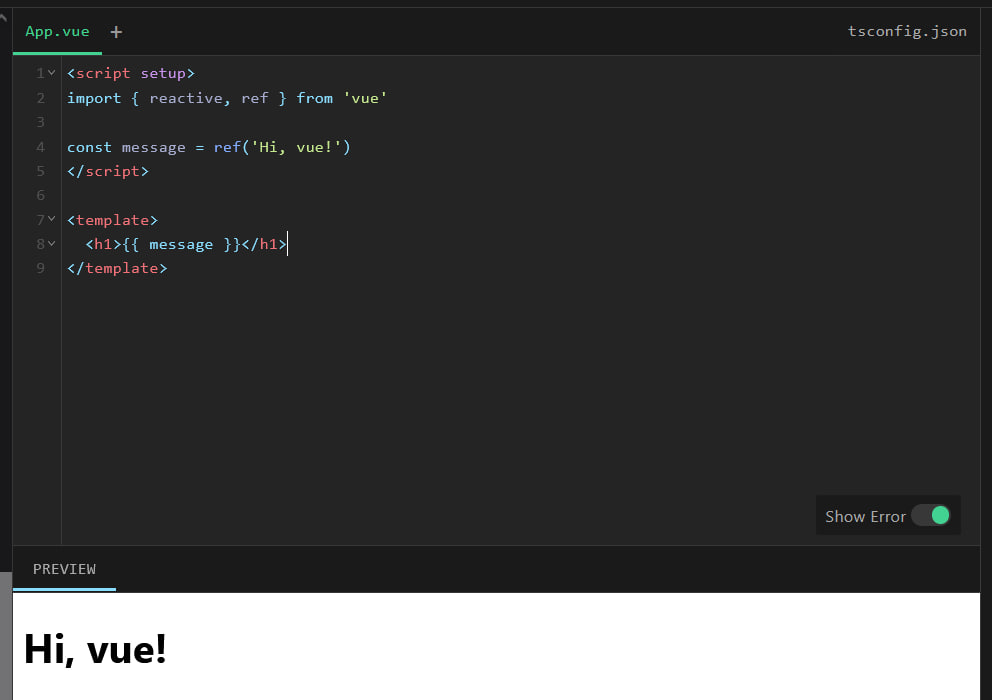 App.vue + tsconfig.json
1 <script setup>
2 import { reactive, ref } from 'vue'
3
4 const message = ref('Hi, vue!')
5 </script>
6
7 <template>
8   <h1>{{ message }}</h1>
9 </template>
Show Error
PREVIEW
Hi, vue!